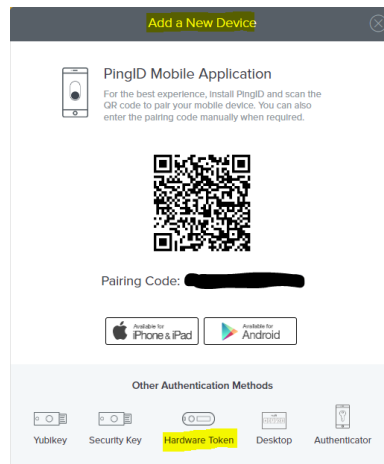 Add a New Device
PingID Mobile Application
For the best experience, install PingID and scan the
QR code to pair your mobile device. You can also
enter the pairing code manually when required.
Pairing Code:
Available for
iPhone & iPad
Available for
Android
Other Authentication Methods
Yubikey Security Key Hardware Token Desktop Authenticator